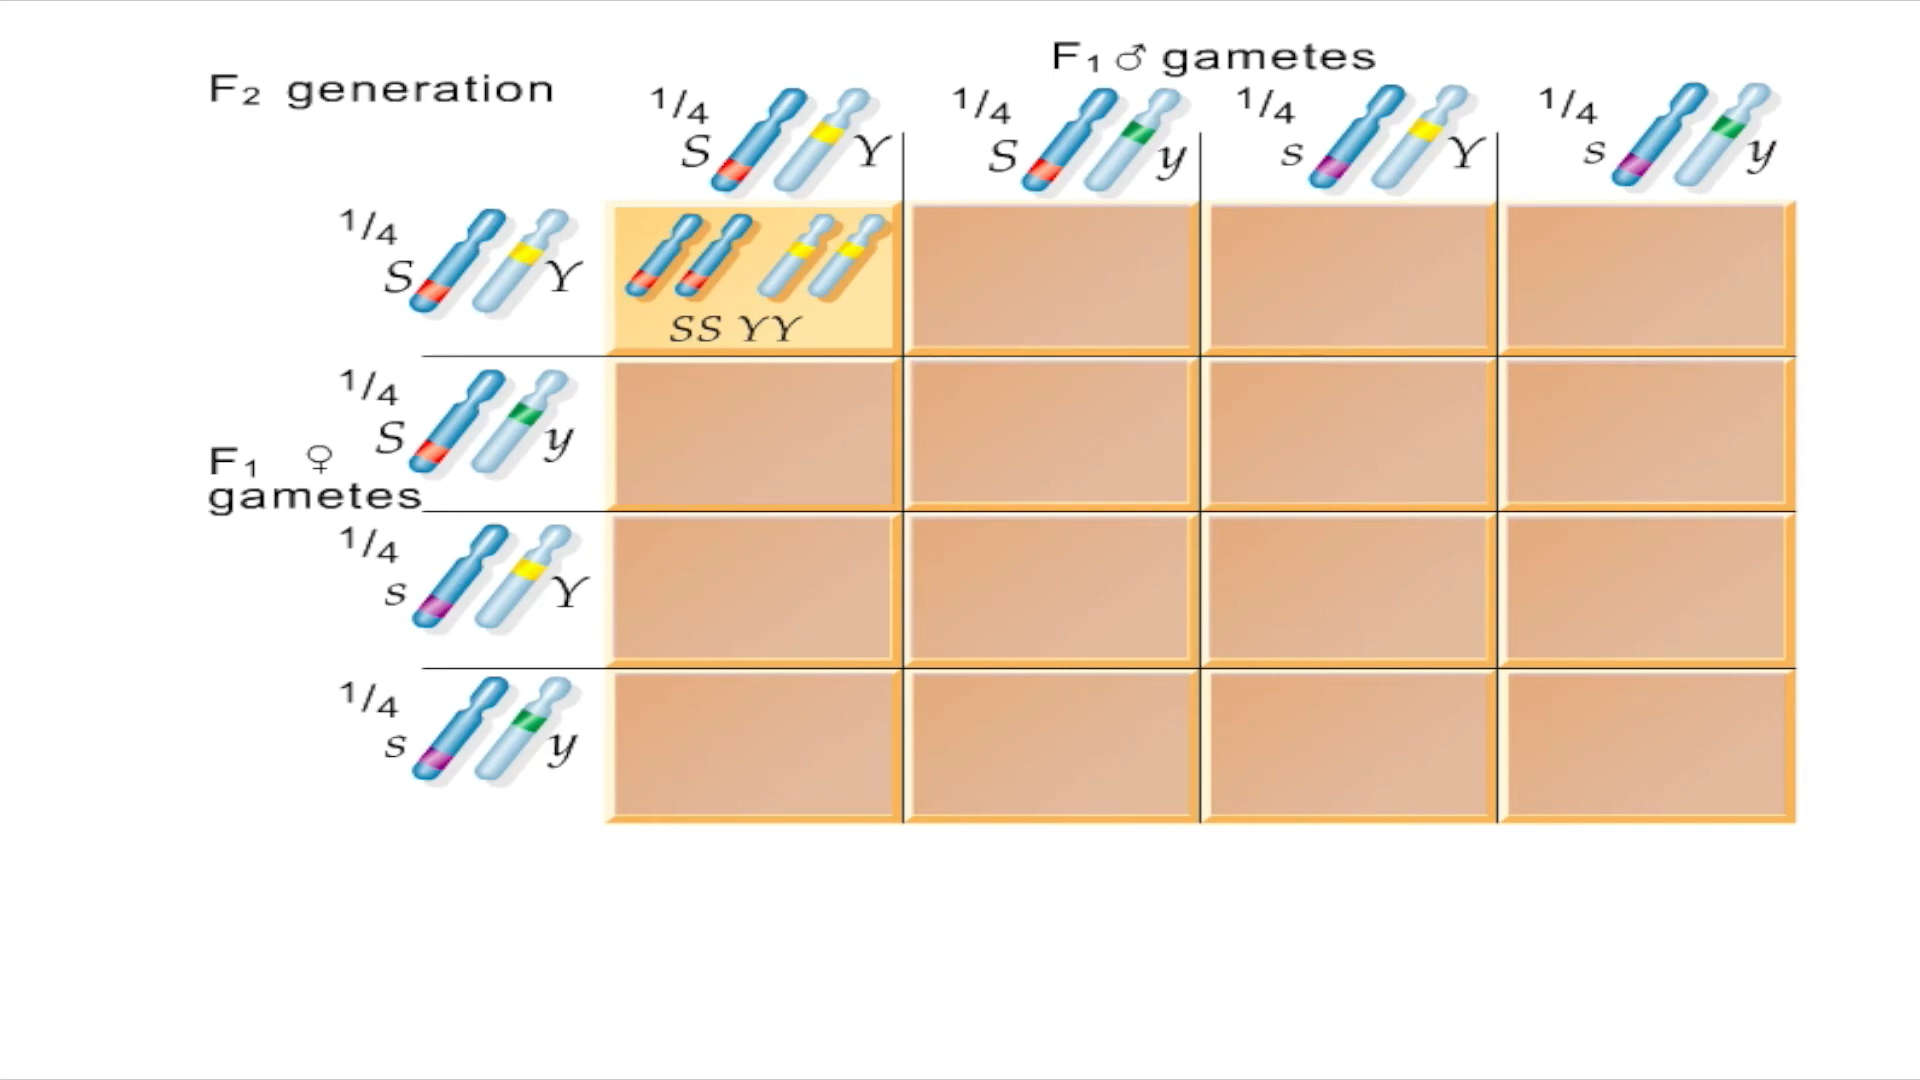 F₁ ♂ gametes
F₂ generation
1/4 S Y
1/4 S y
1/4 s Y
1/4 s y
1/4 S Y
SS YY
1/4 S y
F₁ ♀
gametes
1/4 s Y
1/4 s y